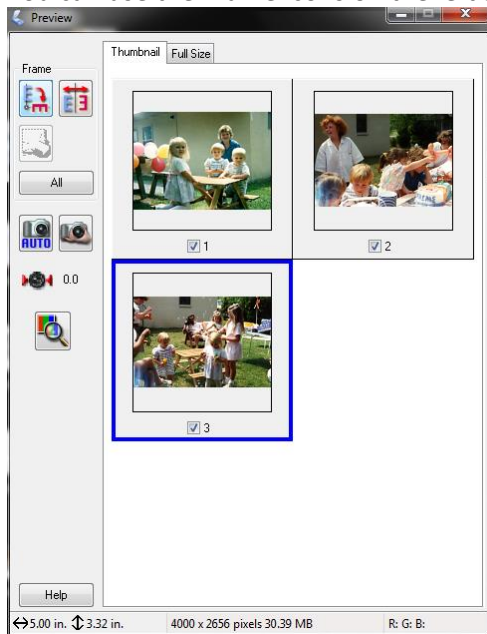 Preview
Thumbnail
Full Size
Frame
All
AUTO
0.0
1
2
3
Help
5.00 in. 3.32 in.
4000 x 2656 pixels 30.39 MB
R: G: B: